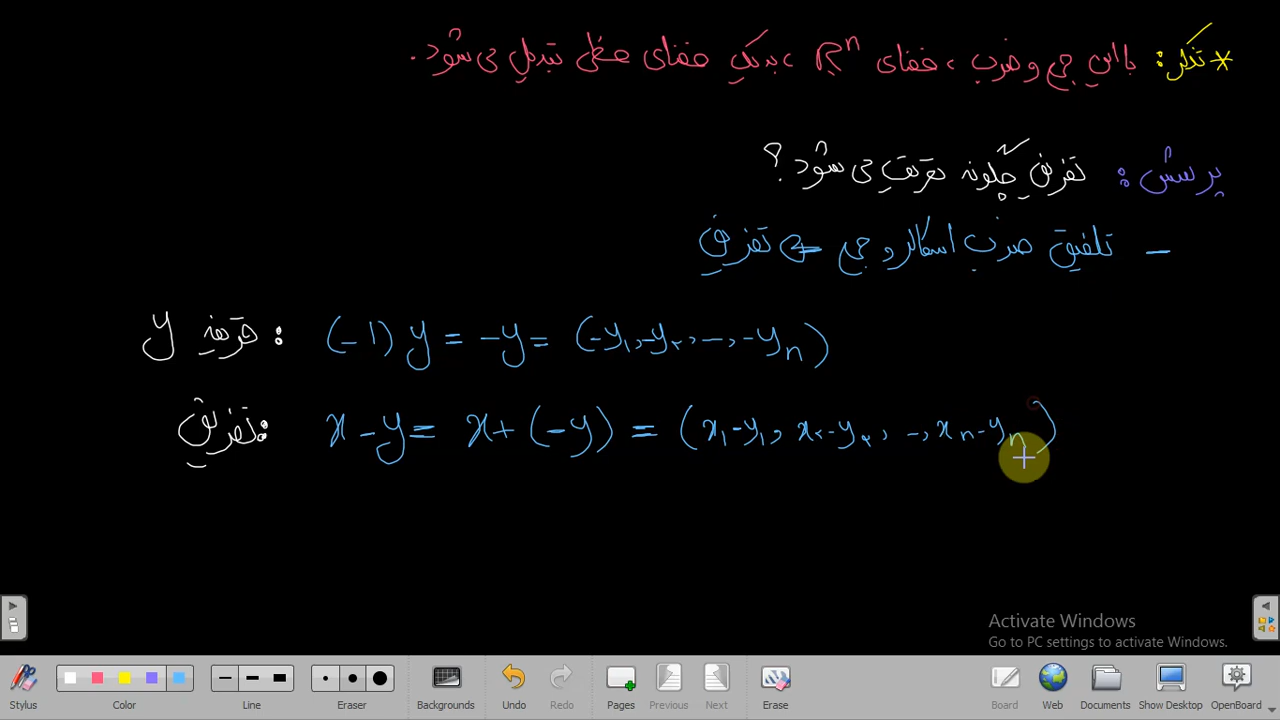 * تذکر: با این جمع و ضرب، فضای Rⁿ، به یک فضای خطی تبدیل می شود.
پرسش: تفریق چگونه تعریف می شود؟
- تلفیق ضرب اسکالر و جمع = تفریق
قرینه y : (-1) y = -y = (-y₁, -y₂, ..., -yₙ)
تفریق: x - y = x + (-y) = (x₁-y₁, x₂-y₂, ..., xₙ-yₙ)
Activate Windows
Go to PC settings to activate Windows.
Stylus Color Line Eraser Backgrounds Undo Redo Pages Previous Next Erase Board Web Documents Show Desktop OpenBoard